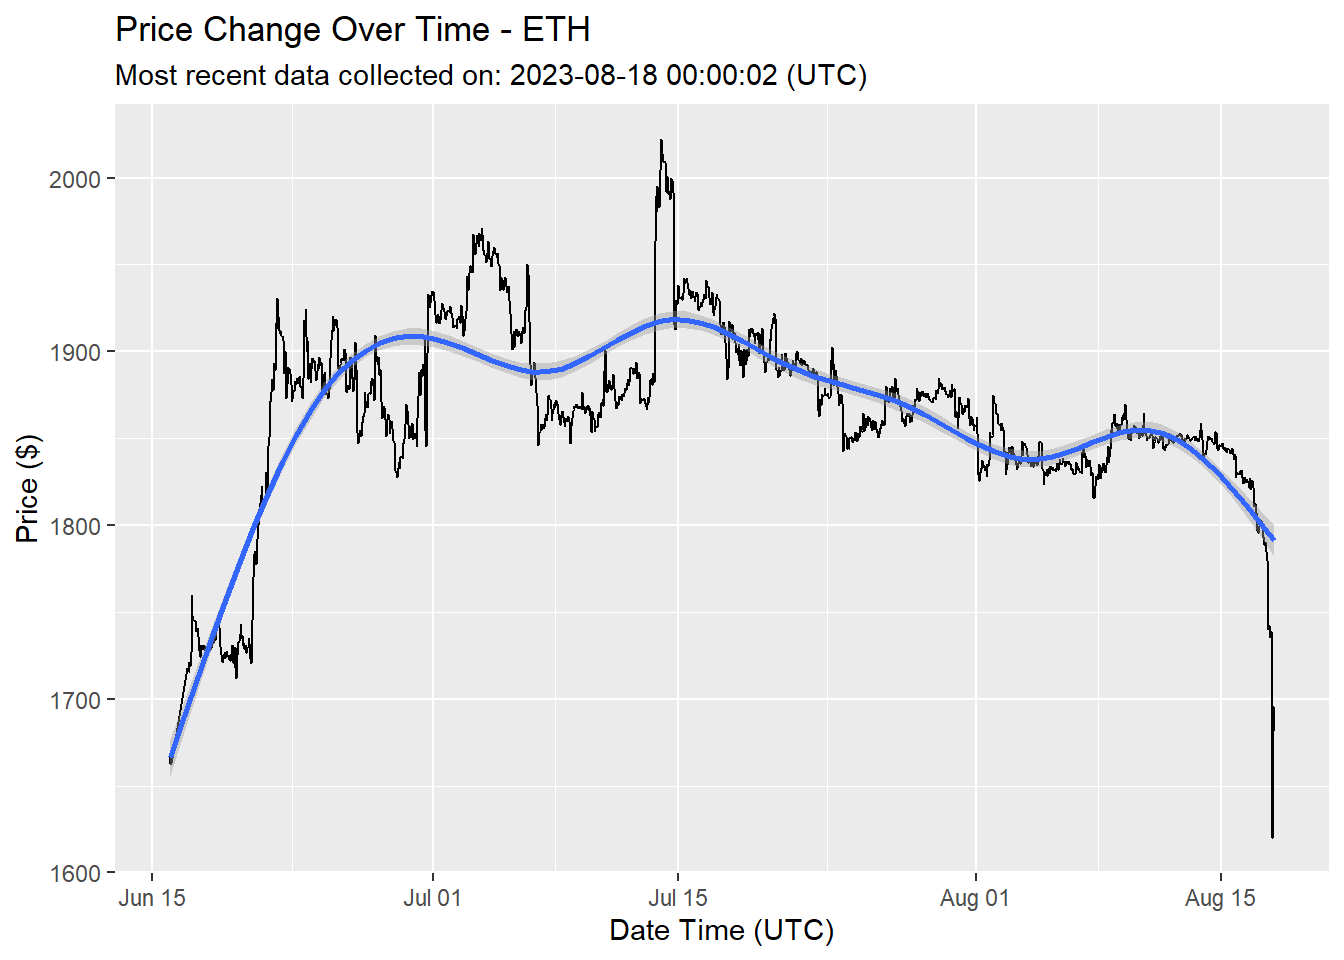 Price Change Over Time - ETH
Most recent data collected on: 2023-08-18 00:00:02 (UTC)
Price ($)
2000
1900
1800
1700
1600
Jun 15 Jul 01 Jul 15 Aug 01 Aug 15
Date Time (UTC)